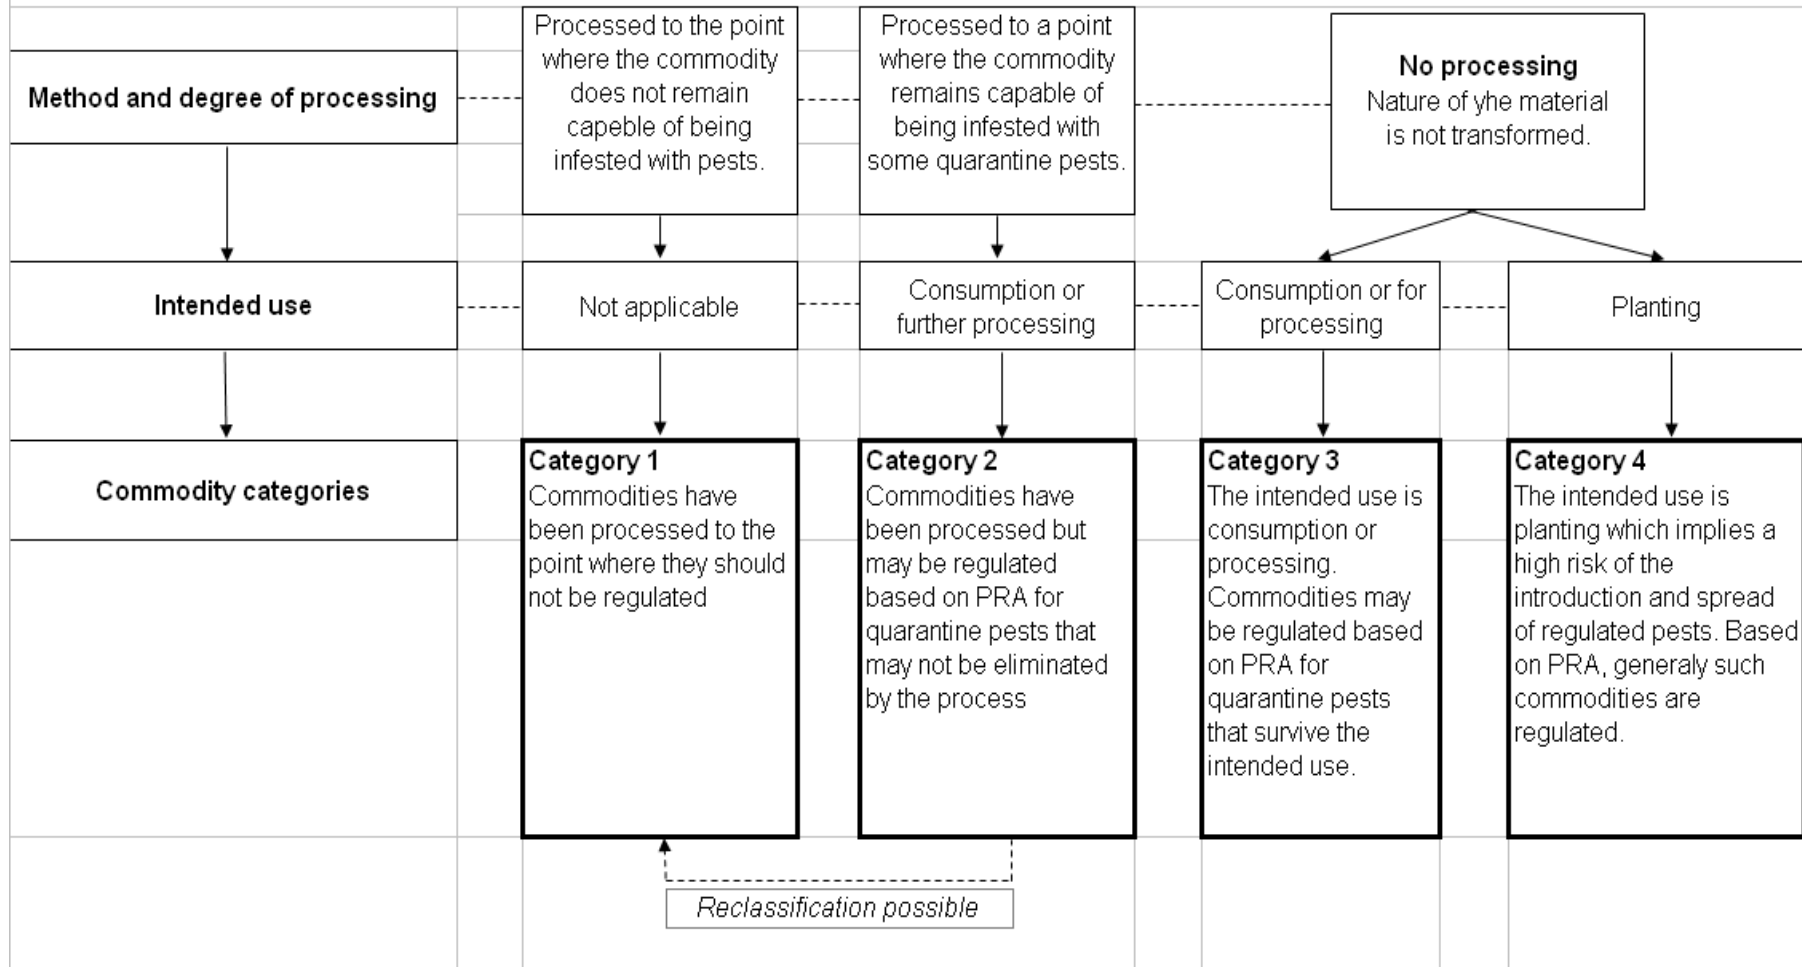 Method and degree of processing
Processed to the point
where the commodity
does not remain
capeble of being
infested with pests.
Processed to a point
where the commodity
remains capable of
being infested with
some quarantine pests.
No processing
Nature of yhe material
is not transformed.
Intended use
Not applicable
Consumption or
further processing
Consumption or for
processing
Planting
Commodity categories
Category 1
Commodities have
been processed to the
point where they should
not be regulated
Category 2
Commodities have
been processed but
may be regulated
based on PRA for
quarantine pests that
may not be eliminated
by the process
Category 3
The intended use is
consumption or
processing.
Commodities may
be regulated based
on PRA for
quarantine pests
that survive the
intended use.
Category 4
The intended use is
planting which implies a
high risk of the
introduction and spread
of regulated pests. Based
on PRA, generaly such
commodities are
regulated.
Reclassification possible